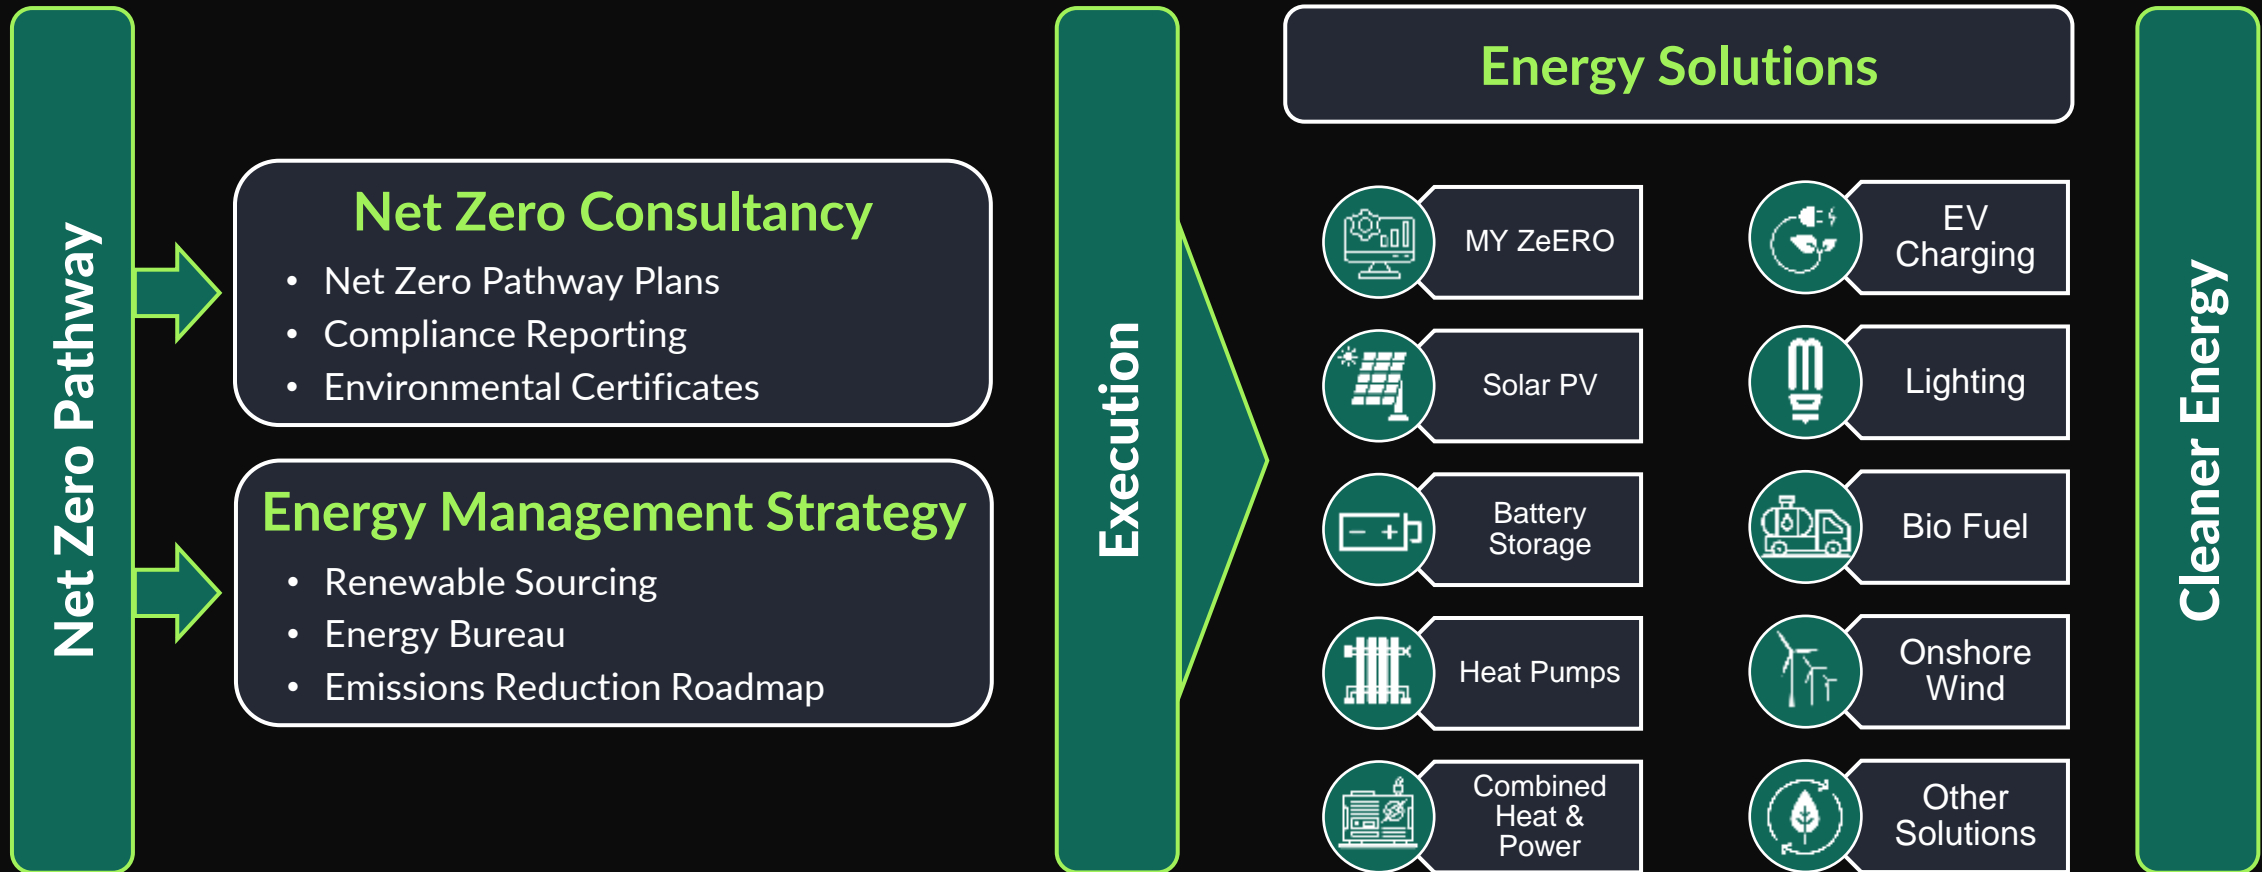 Net Zero Pathway
Net Zero Consultancy
• Net Zero Pathway Plans
• Compliance Reporting
• Environmental Certificates
Energy Management Strategy
• Renewable Sourcing
• Energy Bureau
• Emissions Reduction Roadmap
Execution
Energy Solutions
MY ZeERO
Solar PV
Battery
Storage
Heat Pumps
Combined
Heat &
Power
EV
Charging
Lighting
Bio Fuel
Onshore
Wind
Other
Solutions
Cleaner Energy